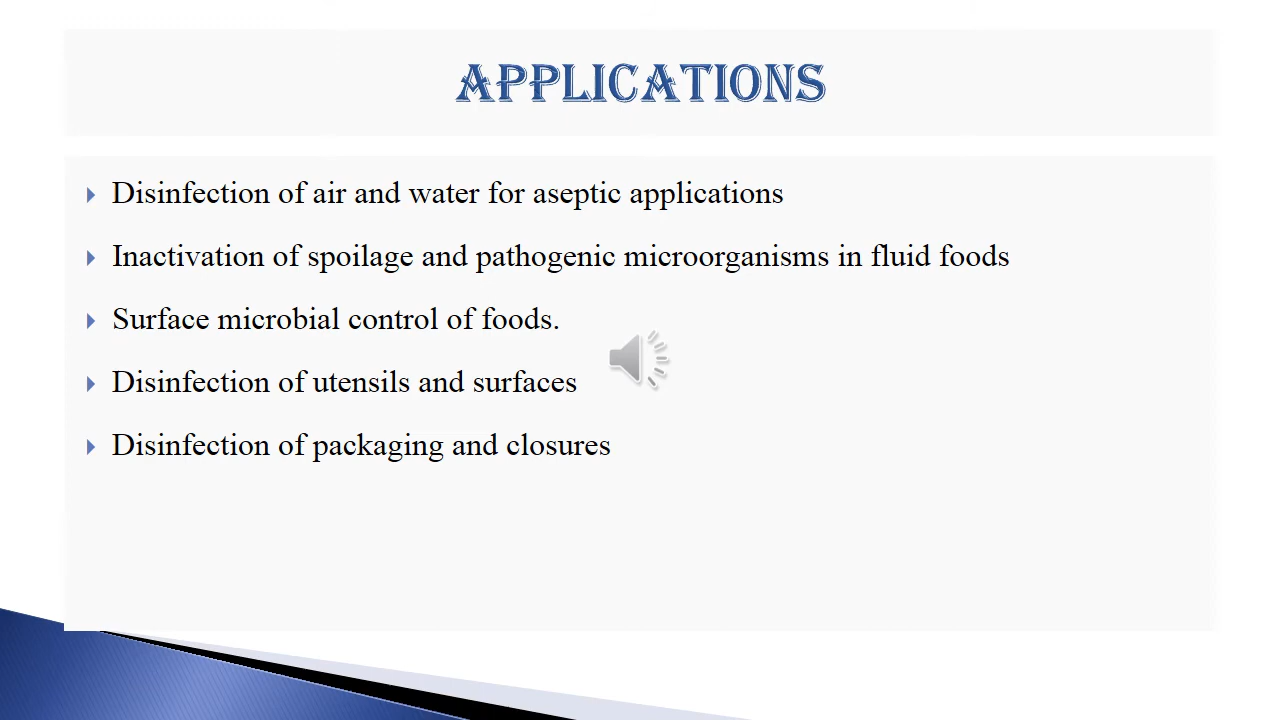 APPLICATIONS
Disinfection of air and water for aseptic applications
Inactivation of spoilage and pathogenic microorganisms in fluid foods
Surface microbial control of foods.
Disinfection of utensils and surfaces
Disinfection of packaging and closures